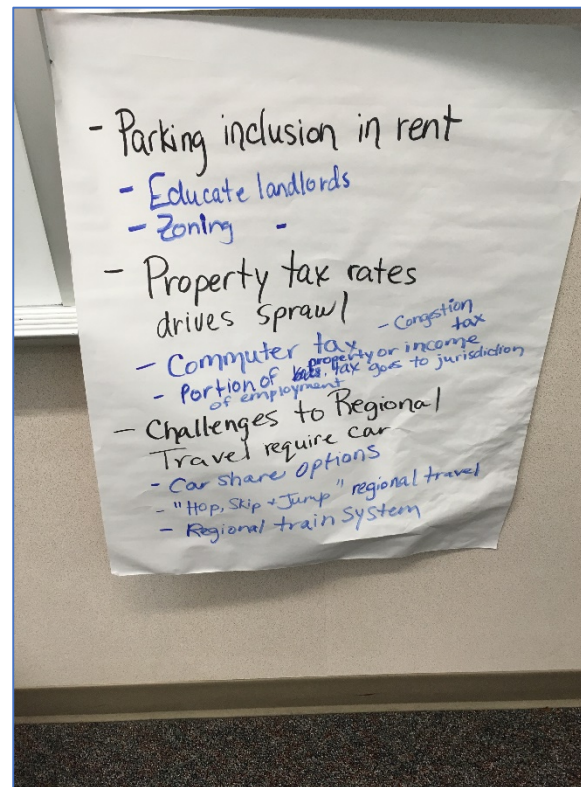 - Parking inclusion in rent
- Educate landlords
- Zoning -
- Property tax rates
drives sprawl
- Commuter tax
- Congestion
tax
- Portion of property or income
tax goes to jurisdiction
of employment
- Challenges to Regional
Travel require car
- Car share options
- "Hop, Skip + Jump" regional travel
- Regional train system